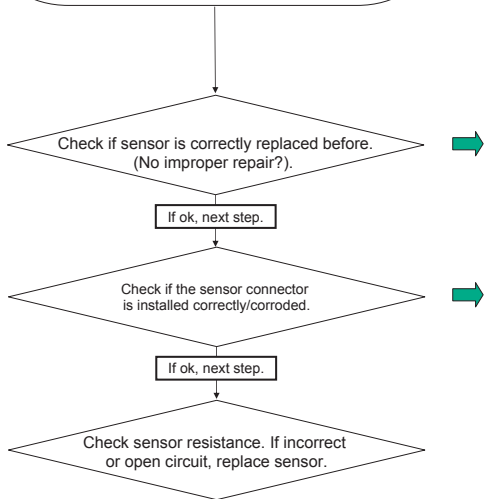 Check if sensor is correctly replaced before.
(No improper repair?).
If ok, next step.
Check if the sensor connector
is installed correctly/corroded.
If ok, next step.
Check sensor resistance. If incorrect
or open circuit, replace sensor.